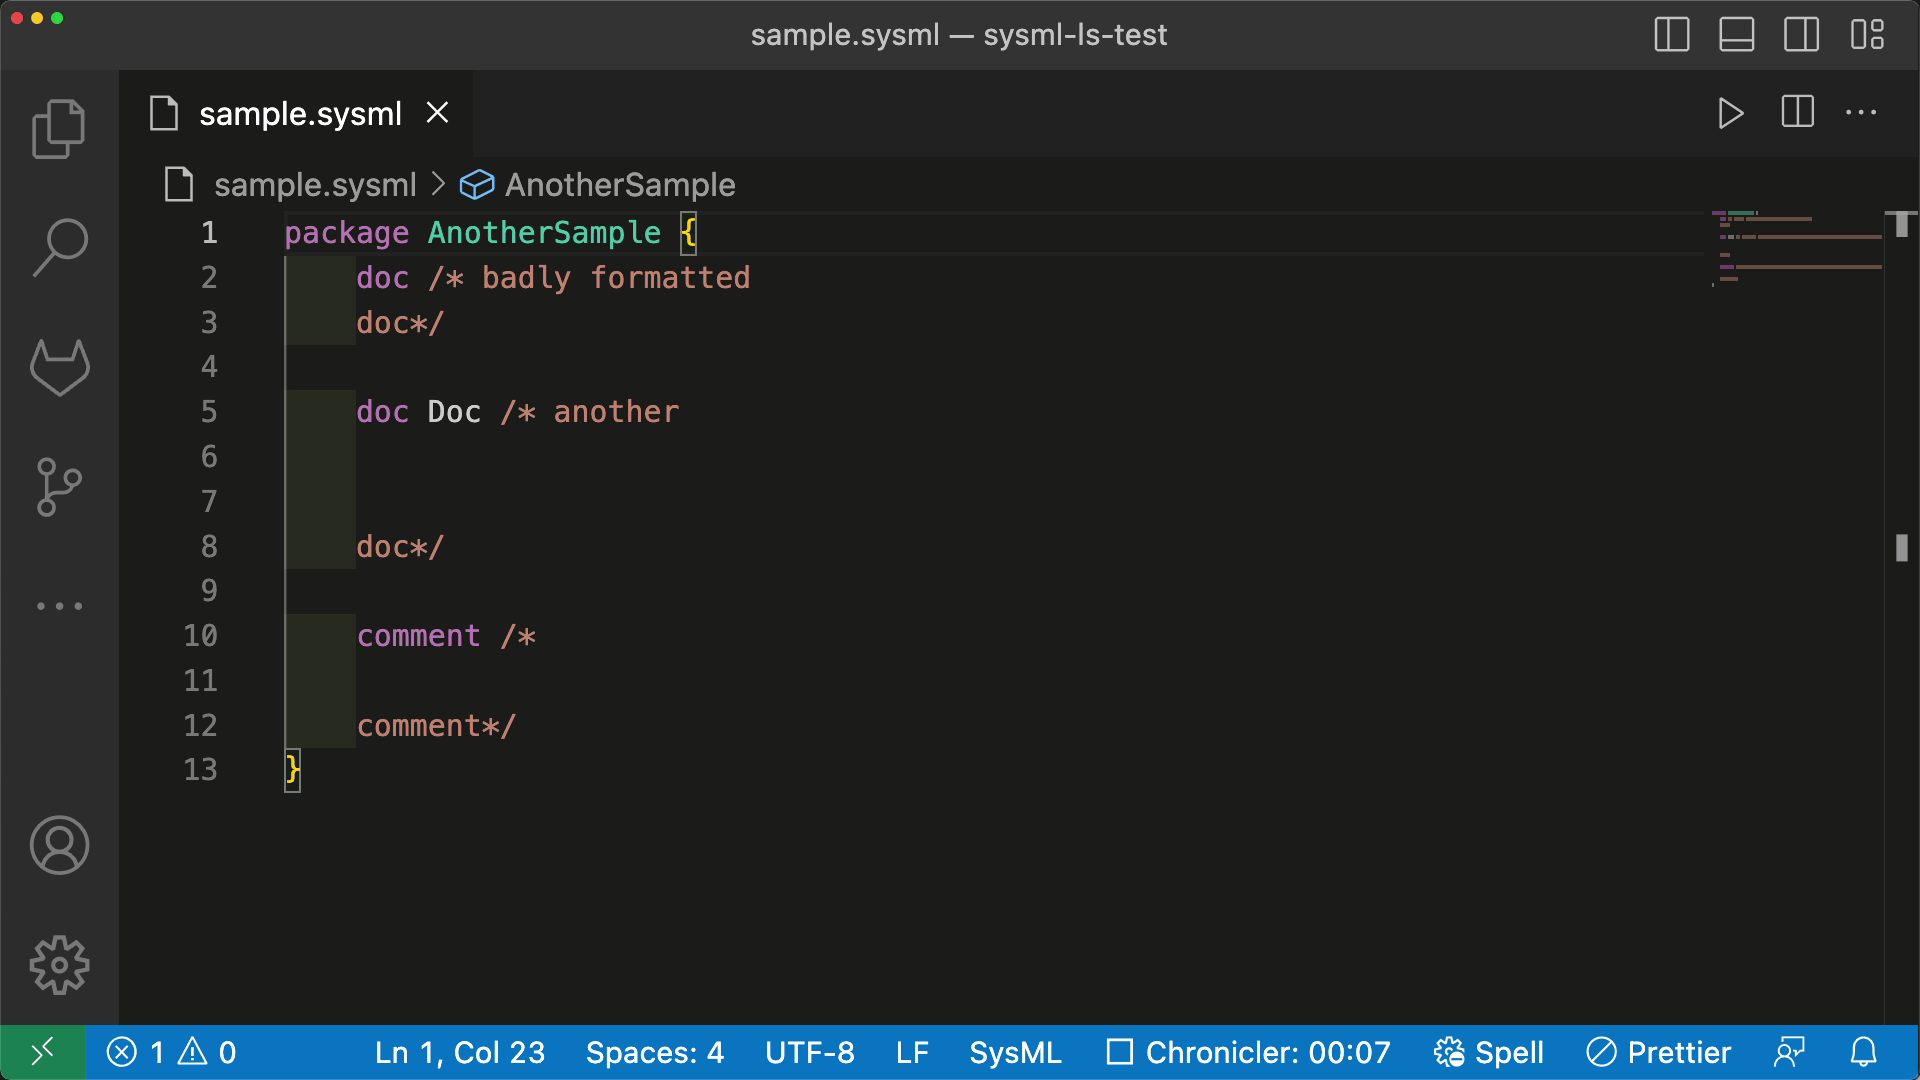 sample.sysml — sysml-ls-test
sample.sysml
sample.sysml > AnotherSample
1 package AnotherSample {
2 doc /* badly formatted
3 doc*/
4
5 doc Doc /* another
6
7
8 doc*/
9
10 comment /*
11
12 comment*/
13 }
1 0 Ln 1, Col 23 Spaces: 4 UTF-8 LF SysML Chronicler: 00:07 Spell Prettier